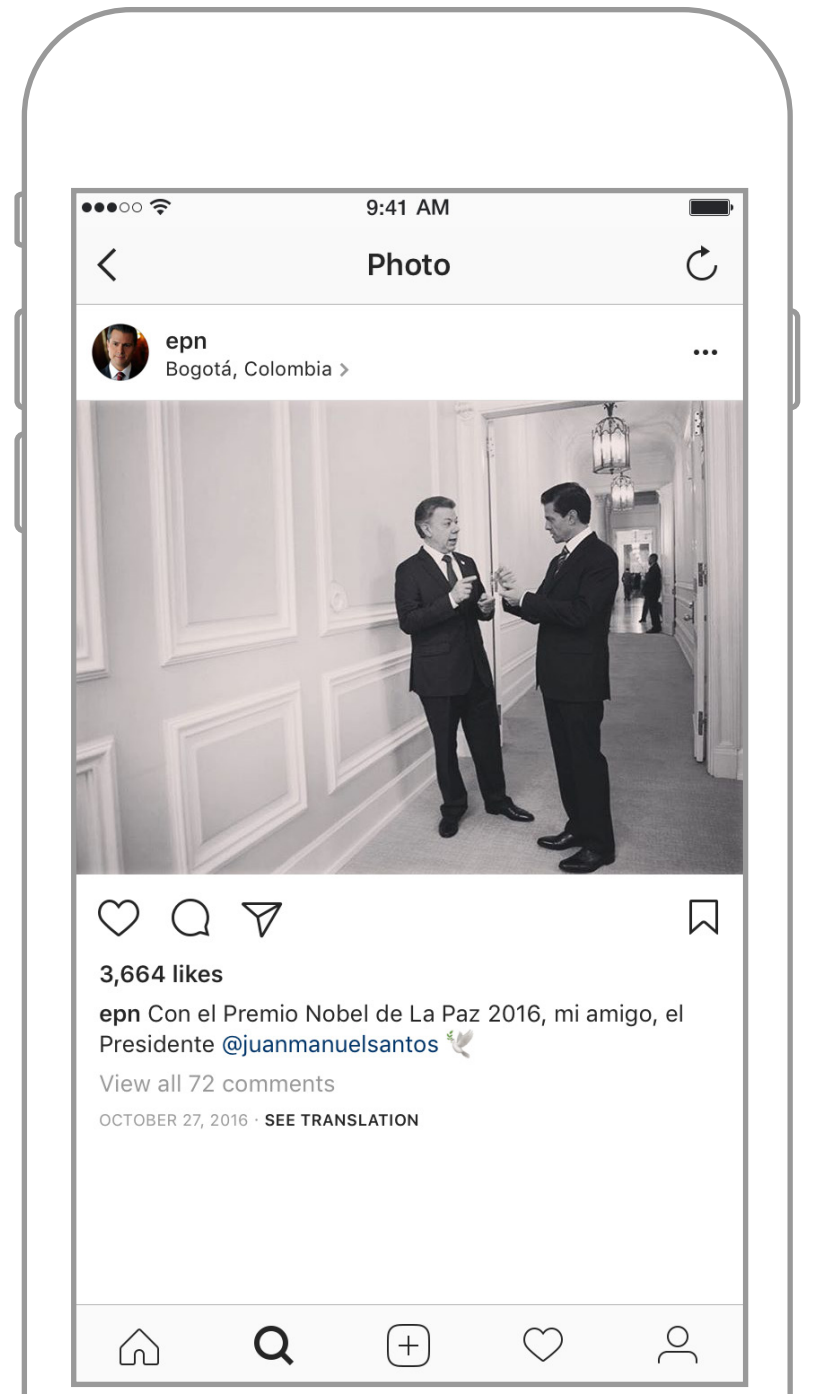 9:41 AM
Photo
epn
Bogotá, Colombia
3,664 likes
epn Con el Premio Nobel de La Paz 2016, mi amigo, el
Presidente @juanmanuelsantos 🕊
View all 72 comments
OCTOBER 27, 2016 · SEE TRANSLATION